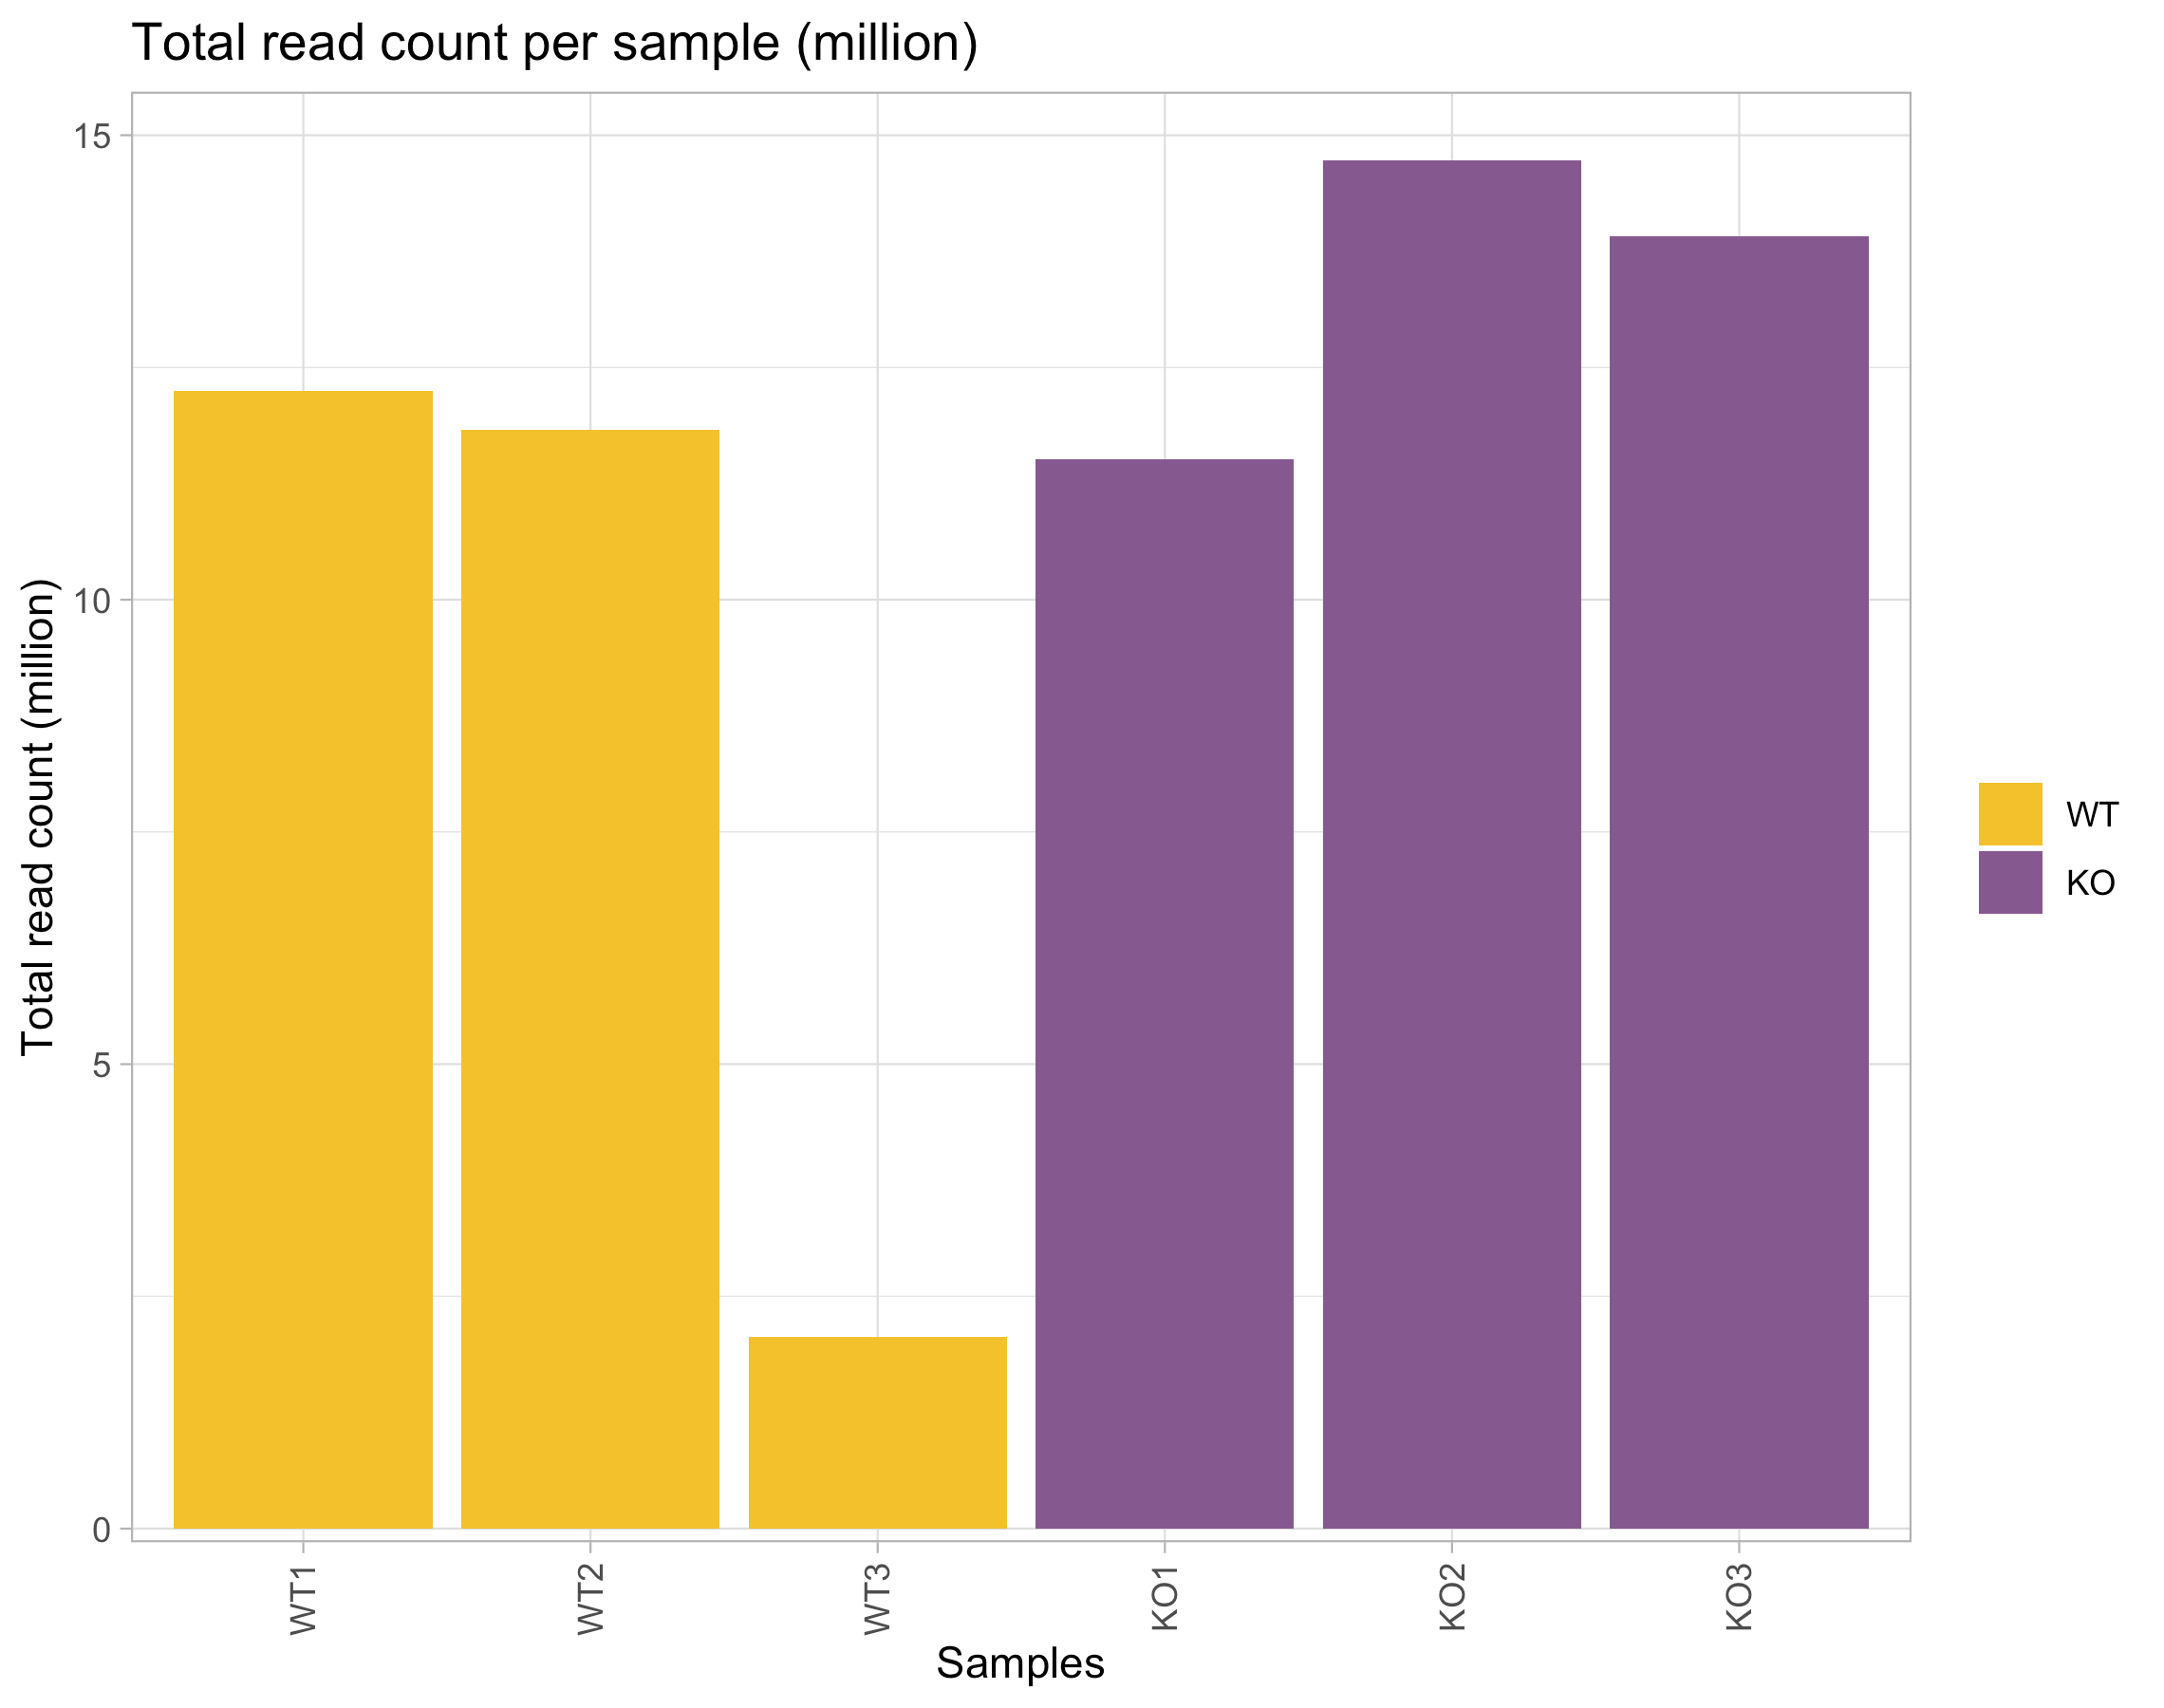 Total read count per sample (million)
Total read count (million)
15
10
5
0
WT1
WT2
WT3
KO1
KO2
KO3
Samples
WT
KO